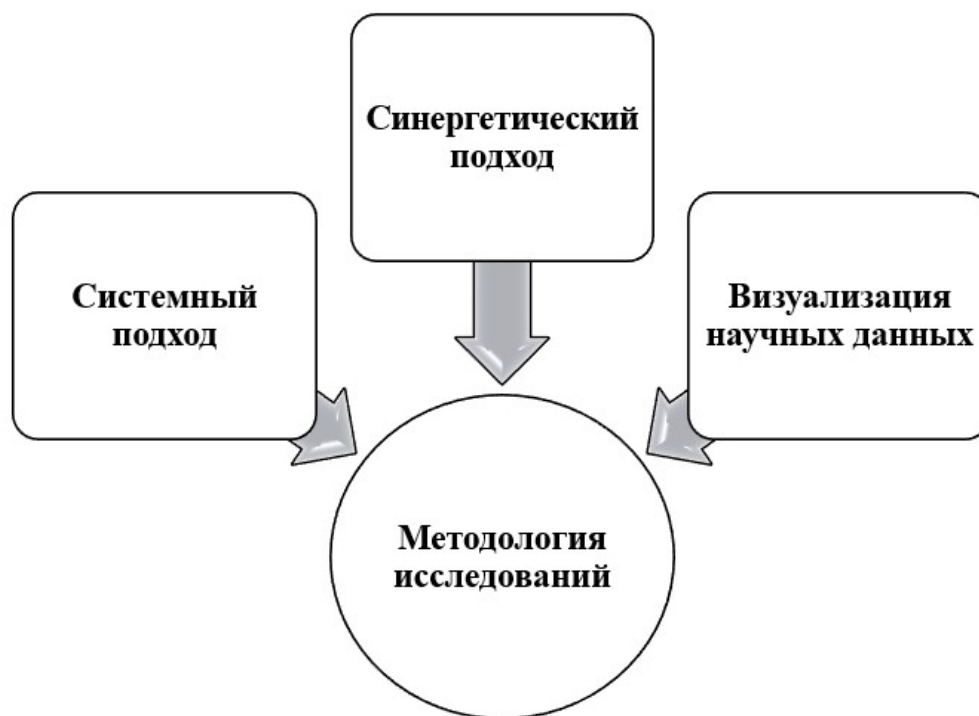 Синергетический
подход
Системный
подход
Визуализация
научных данных
Методология
исследований